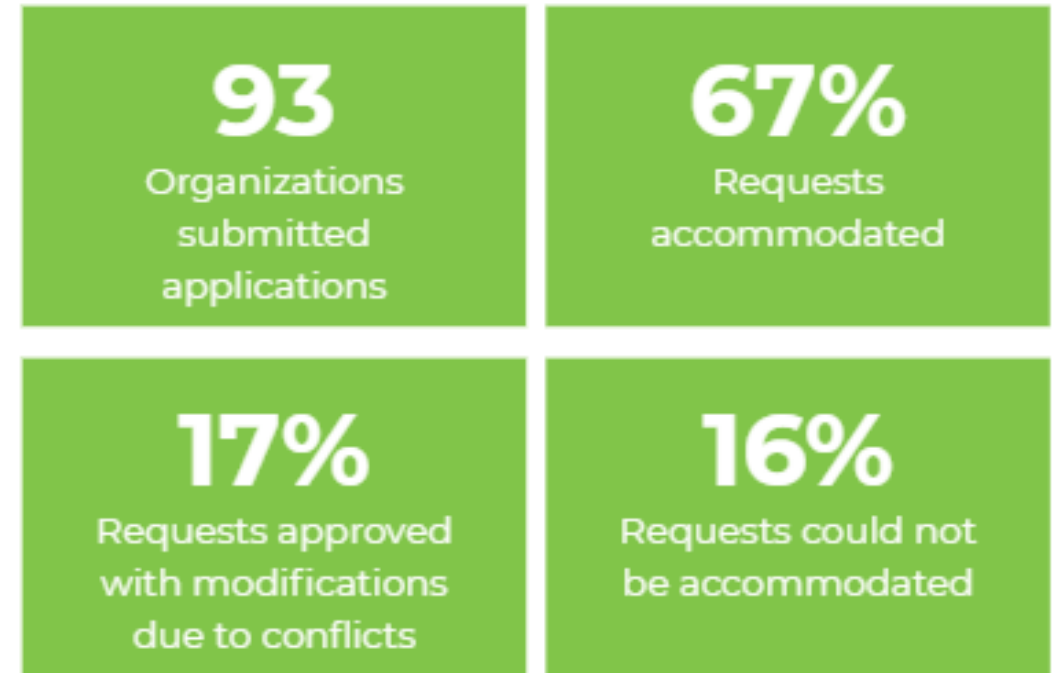 93
Organizations
submitted
applications
67%
Requests
accommodated
17%
Requests approved
with modifications
due to conflicts
16%
Requests could not
be accommodated